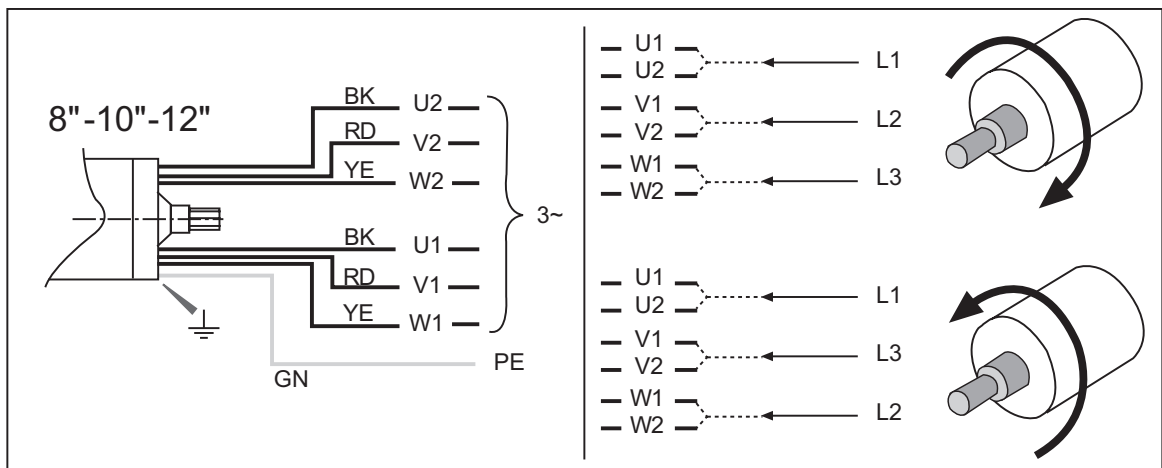 8"-10"-12"
BK U2
RD V2
YE W2
3~
BK U1
RD V1
YE W1
PE
GN
U1
U2
L1
V1
V2
L2
W1
W2
L3
U1
U2
L1
V1
V2
L3
W1
W2
L2